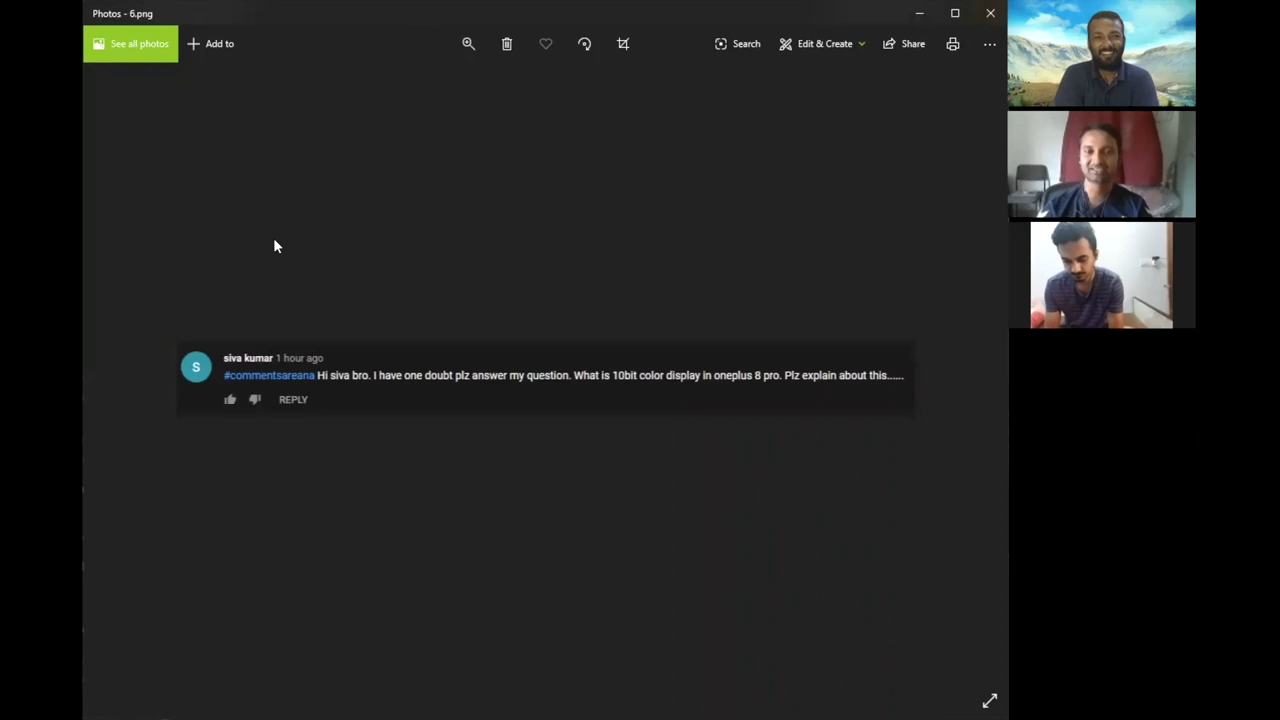 Photos - 6.png
See all photos
Add to
Search
Edit & Create
Share
siva kumar 1 hour ago
S
#commentsareana Hi siva bro. I have one doubt plz answer my question. What is 10bit color display in oneplus 8 pro. Plz explain about this......
REPLY